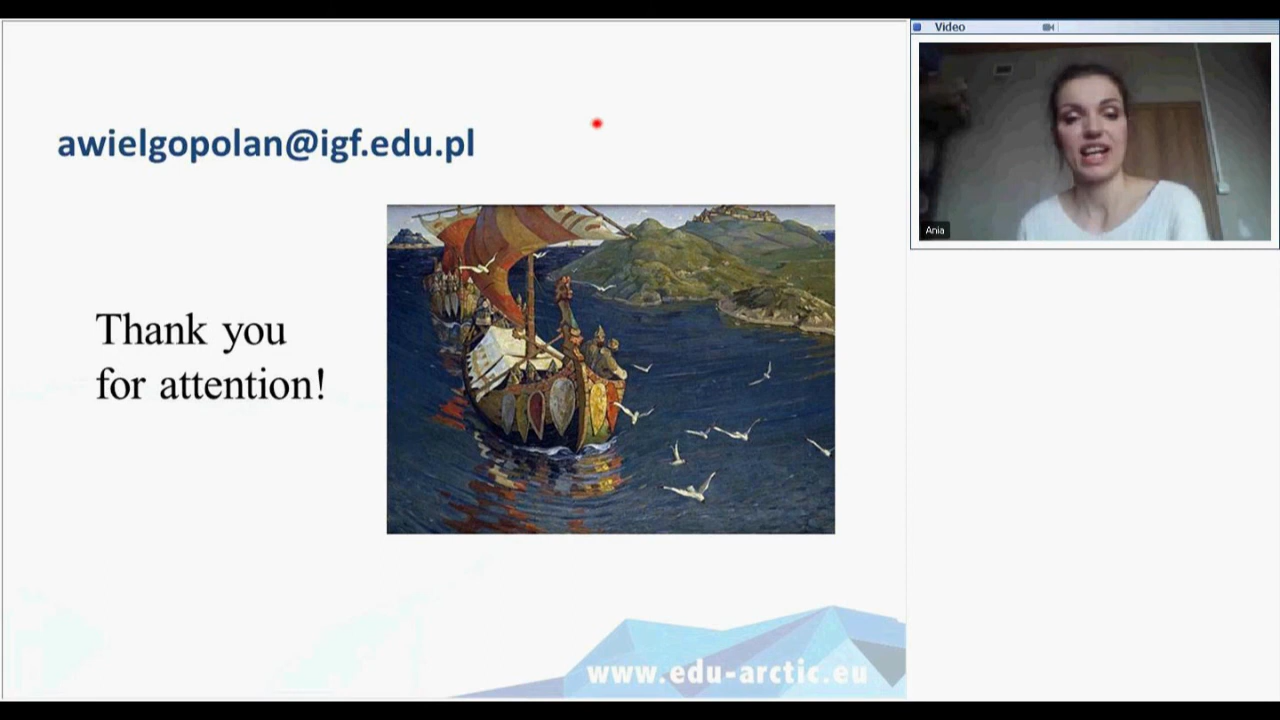 awielgopolan@igf.edu.pl
Thank you
for attention!
www.edu-arctic.eu
Video
Ania